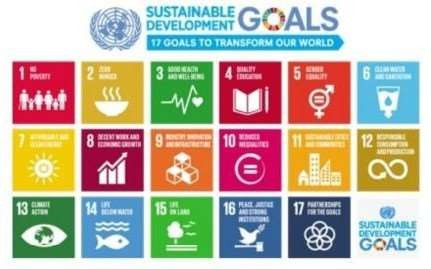 SUSTAINABLE
DEVELOPMENT
GOALS
17 GOALS TO TRANSFORM OUR WORLD
1 NO
POVERTY
2 ZERO
HUNGER
3 GOOD HEALTH
AND WELL-BEING
4 QUALITY
EDUCATION
5 GENDER
EQUALITY
6 CLEAN WATER
AND SANITATION
7 AFFORDABLE AND
CLEAN ENERGY
8 DECENT WORK AND
ECONOMIC GROWTH
9 INDUSTRY, INNOVATION
AND INFRASTRUCTURE
10 REDUCED
INEQUALITIES
11 SUSTAINABLE CITIES
AND COMMUNITIES
12 RESPONSIBLE
CONSUMPTION
AND PRODUCTION
13 CLIMATE
ACTION
14 LIFE
BELOW WATER
15 LIFE
ON LAND
16 PEACE, JUSTICE
AND STRONG
INSTITUTIONS
17 PARTNERSHIPS
FOR THE GOALS
SUSTAINABLE
DEVELOPMENT
GOALS